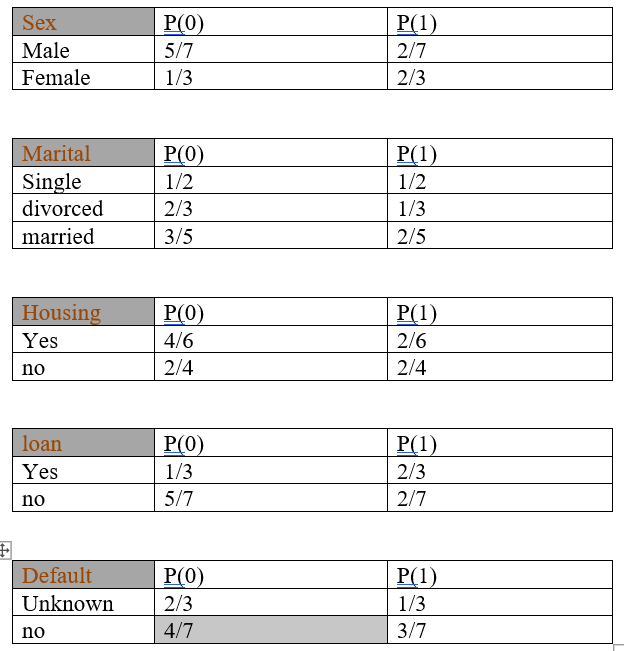 Sex P(0) P(1)
Male 5/7 2/7
Female 1/3 2/3
Marital P(0) P(1)
Single 1/2 1/2
divorced 2/3 1/3
married 3/5 2/5
Housing P(0) P(1)
Yes 4/6 2/6
no 2/4 2/4
loan P(0) P(1)
Yes 1/3 2/3
no 5/7 2/7
Default P(0) P(1)
Unknown 2/3 1/3
no 4/7 3/7